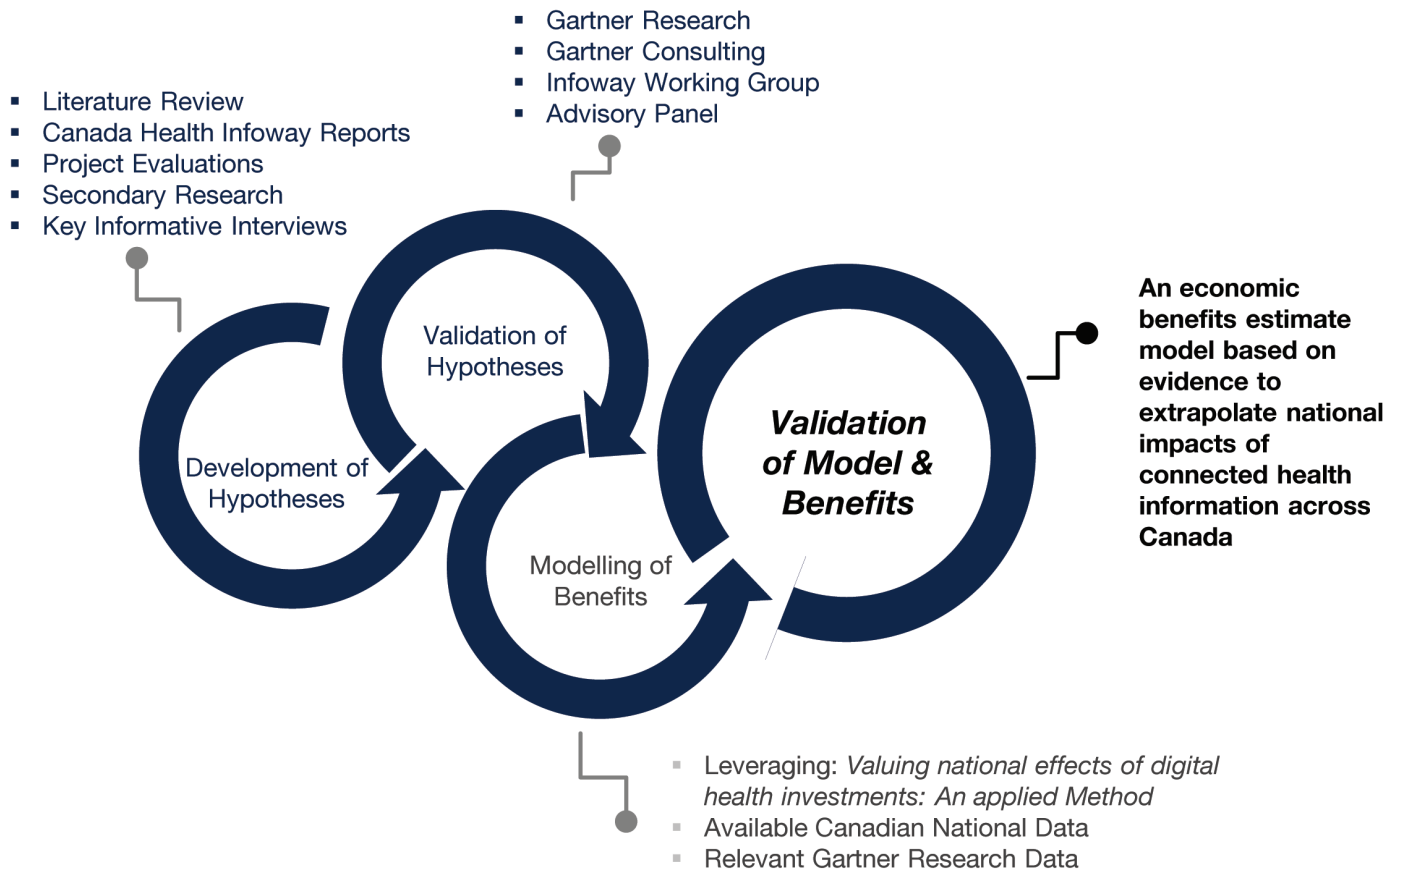 ▪ Gartner Research
▪ Gartner Consulting
▪ Infoway Working Group
▪ Advisory Panel
▪ Literature Review
▪ Canada Health Infoway Reports
▪ Project Evaluations
▪ Secondary Research
▪ Key Informative Interviews
Development of
Hypotheses
Validation of
Hypotheses
Modelling of
Benefits
Validation
of Model &
Benefits
An economic
benefits estimate
model based on
evidence to
extrapolate national
impacts of
connected health
information across
Canada
▪ Leveraging: Valuing national effects of digital
health investments: An applied Method
▪ Available Canadian National Data
▪ Relevant Gartner Research Data